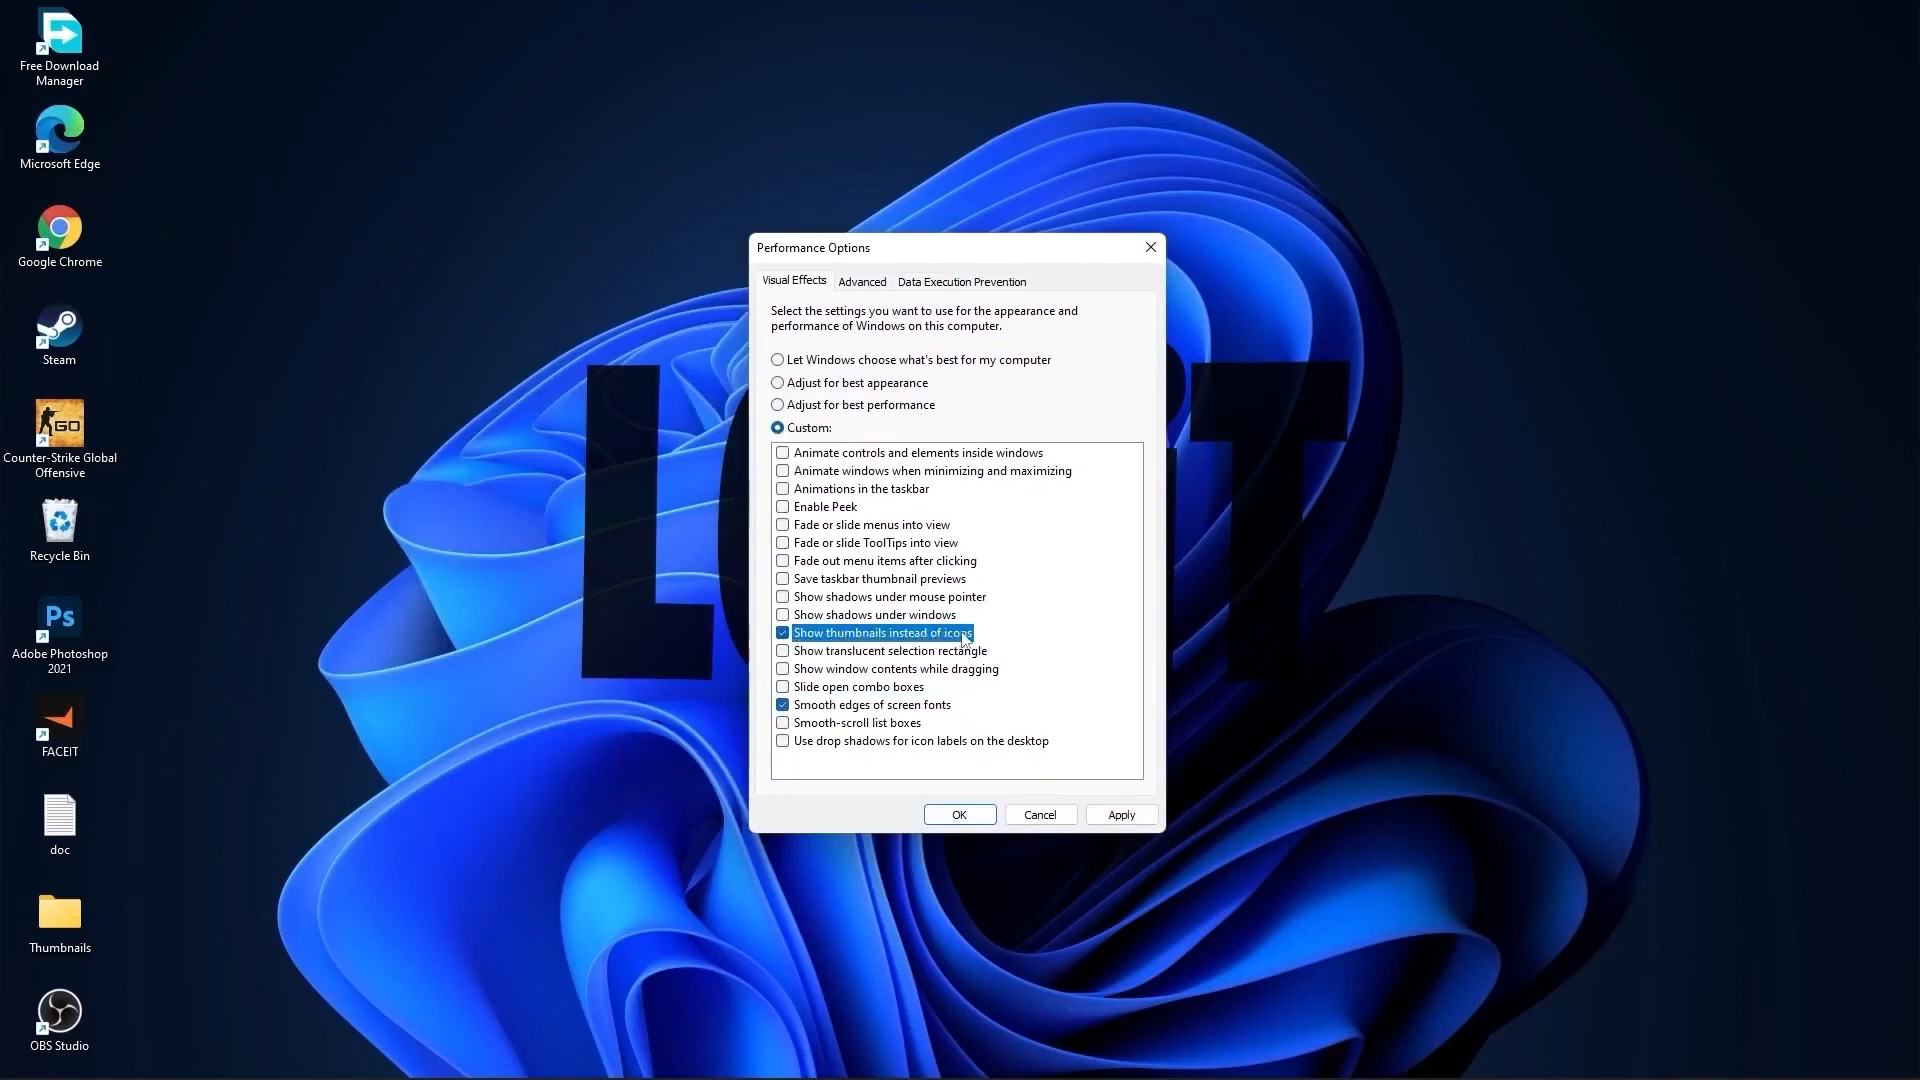 Free Download
Manager
Microsoft Edge
Google Chrome
Steam
GO
Counter-Strike Global
Offensive
Recycle Bin
Ps
Adobe Photoshop
2021
FACEIT
doc
Thumbnails
OBS Studio
Performance Options
Visual Effects
Advanced
Data Execution Prevention
Select the settings you want to use for the appearance and
performance of Windows on this computer.
Let Windows choose what's best for my computer
Adjust for best appearance
Adjust for best performance
Custom:
Animate controls and elements inside windows
Animate windows when minimizing and maximizing
Animations in the taskbar
Enable Peek
Fade or slide menus into view
Fade or slide ToolTips into view
Fade out menu items after clicking
Save taskbar thumbnail previews
Show shadows under mouse pointer
Show shadows under windows
Show thumbnails instead of icons
Show translucent selection rectangle
Show window contents while dragging
Slide open combo boxes
Smooth edges of screen fonts
Smooth-scroll list boxes
Use drop shadows for icon labels on the desktop
OK
Cancel
Apply